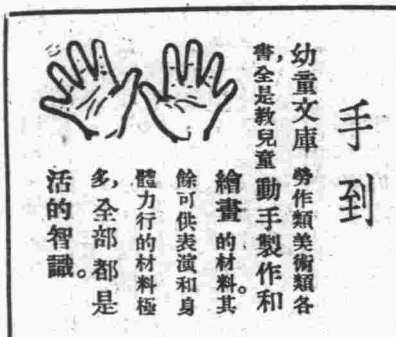 手到
幼童文庫 勞作類美術類各
書,全是教兒童 動手製作和
繪畫 的材料。其
餘可供表演和身
體力行的材料極
多,全部都是
活的智識。